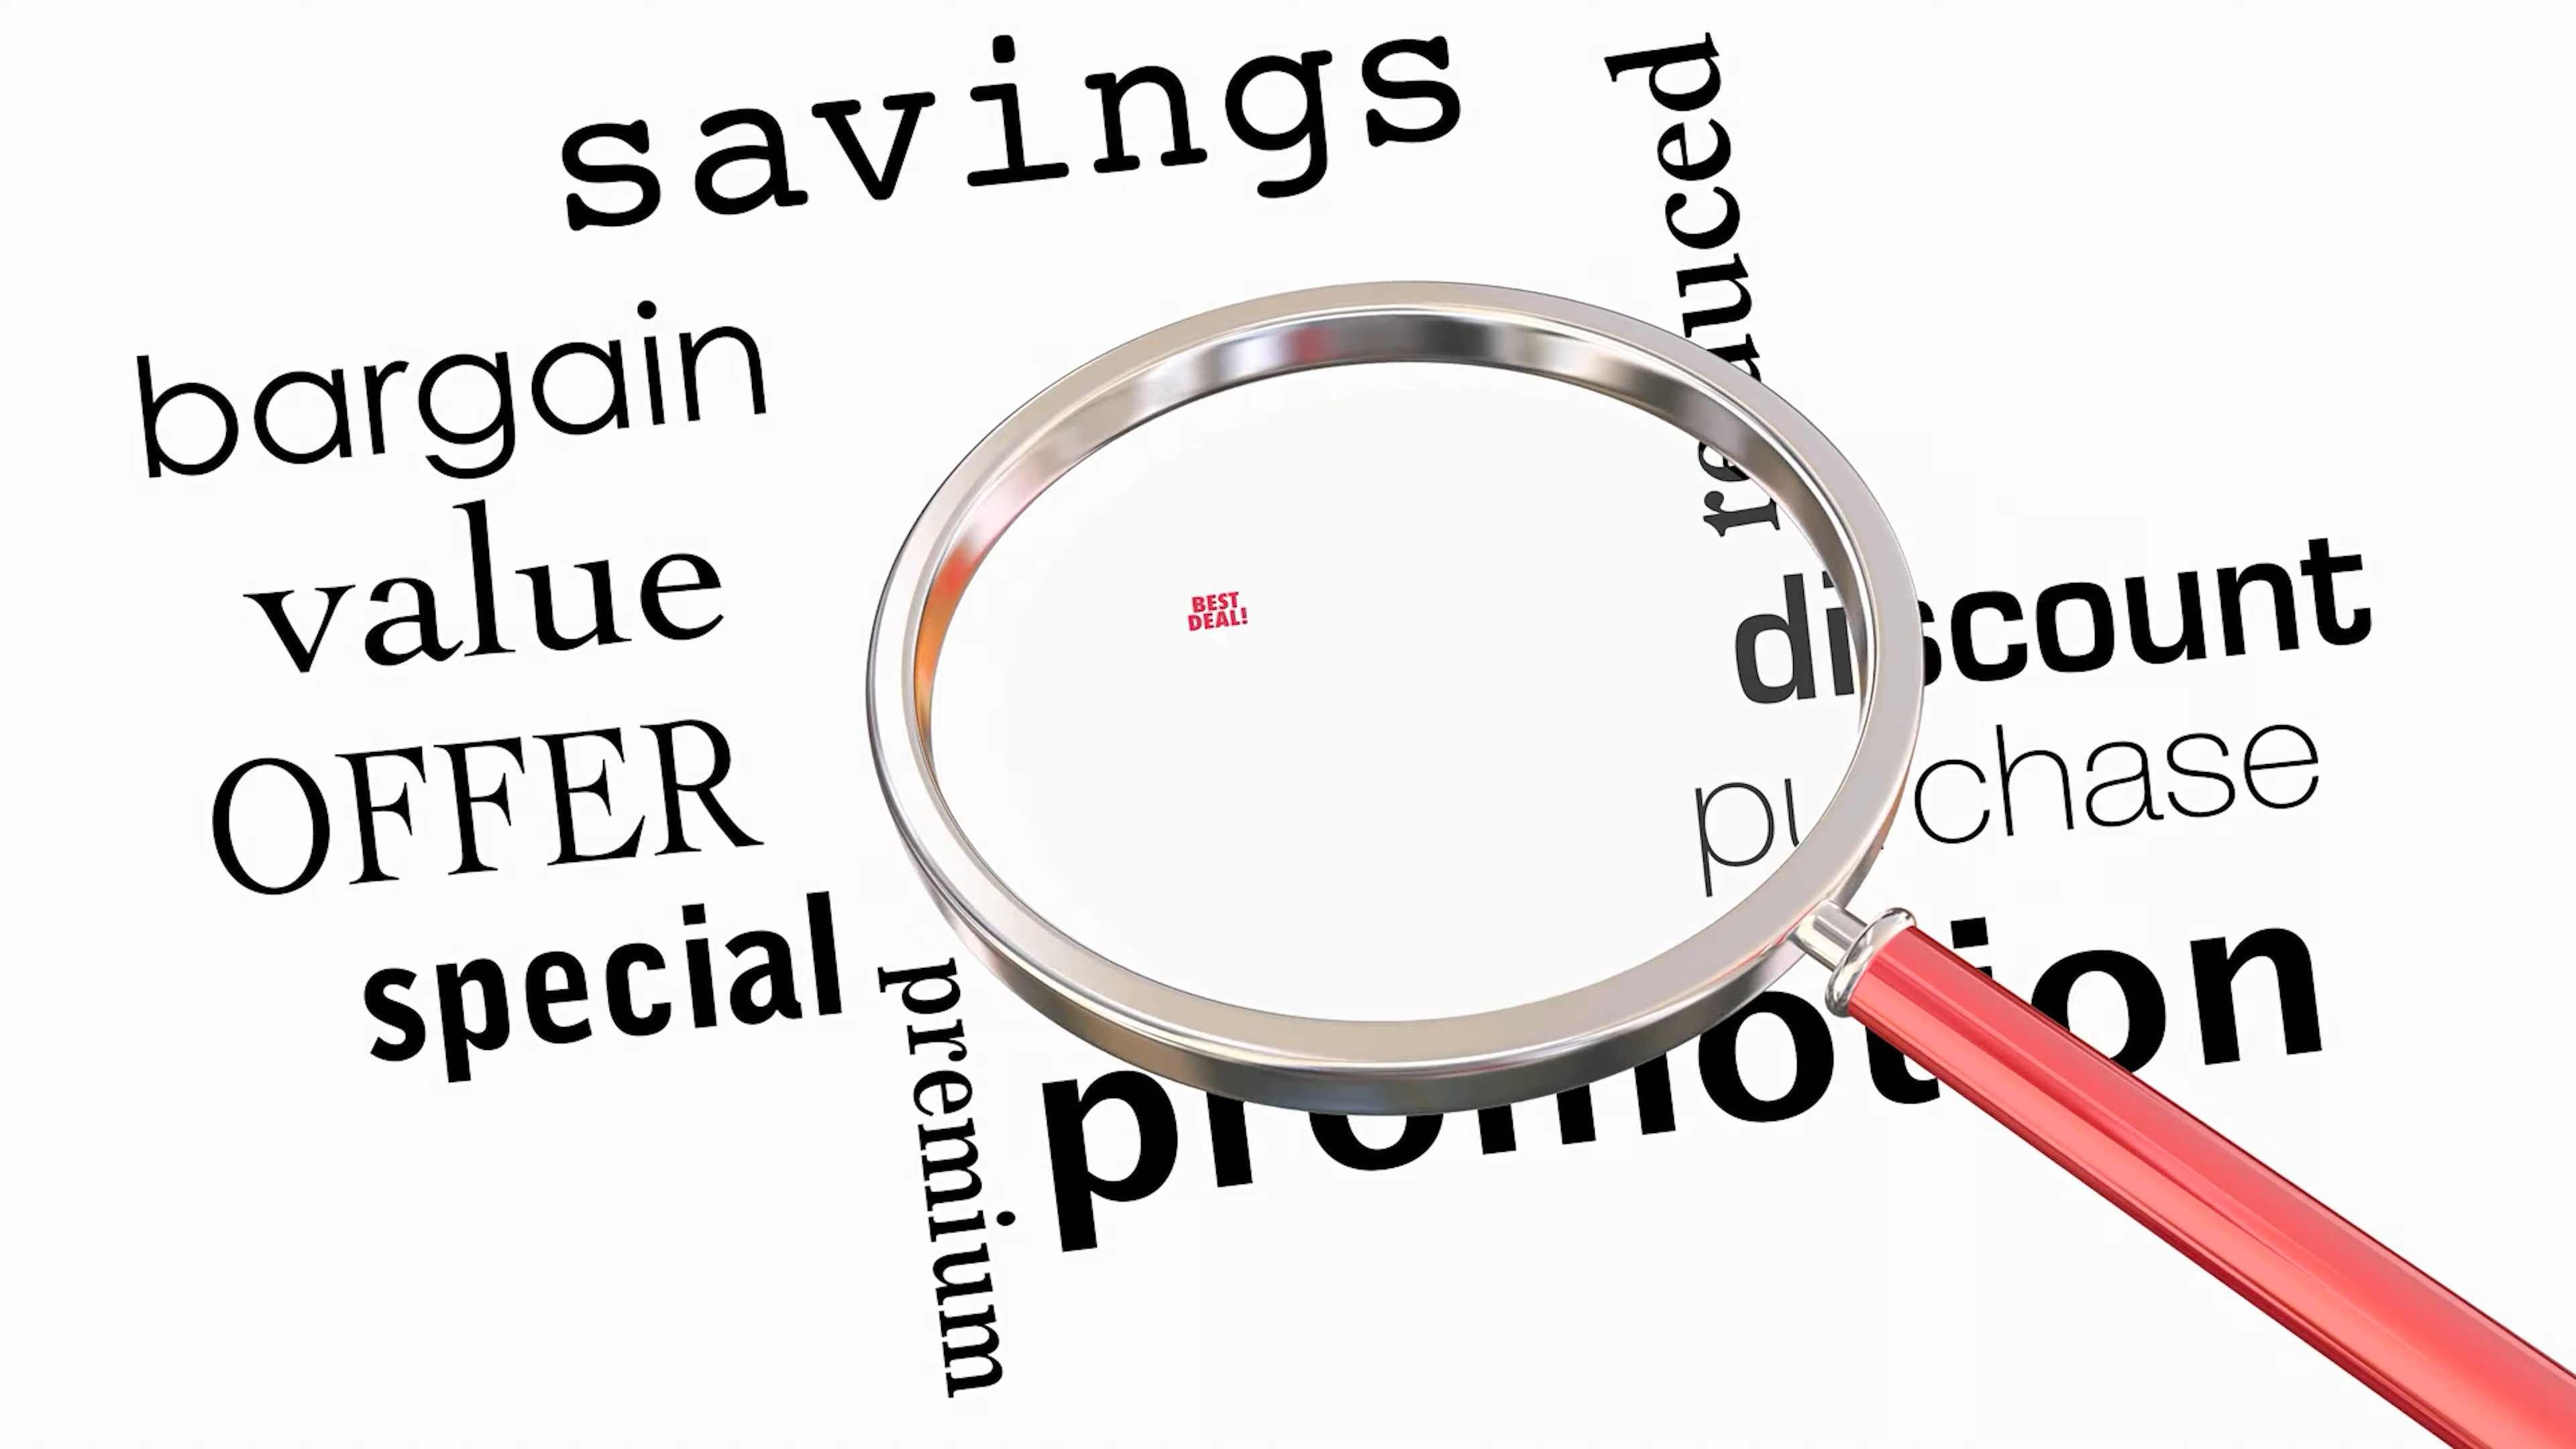 savings
reduced
bargain
value
BEST
DEAL!
discount
OFFER
purchase
special
premium
promotion